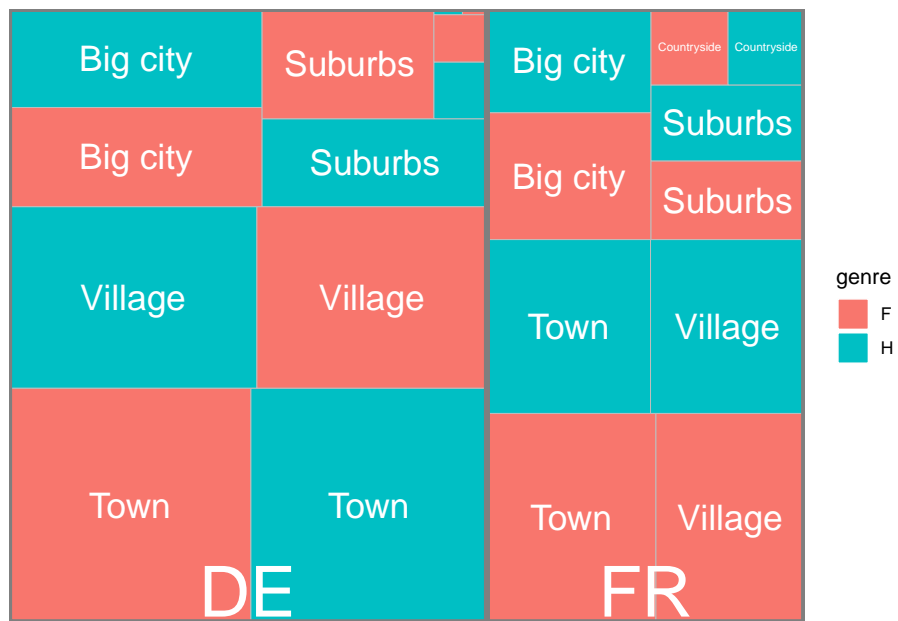 Big city
Suburbs
Big city
Suburbs
Village
Village
Town
Town
DE
Big city
Countryside
Countryside
Suburbs
Big city
Suburbs
Town
Village
Town
Village
FR
genre
F
H